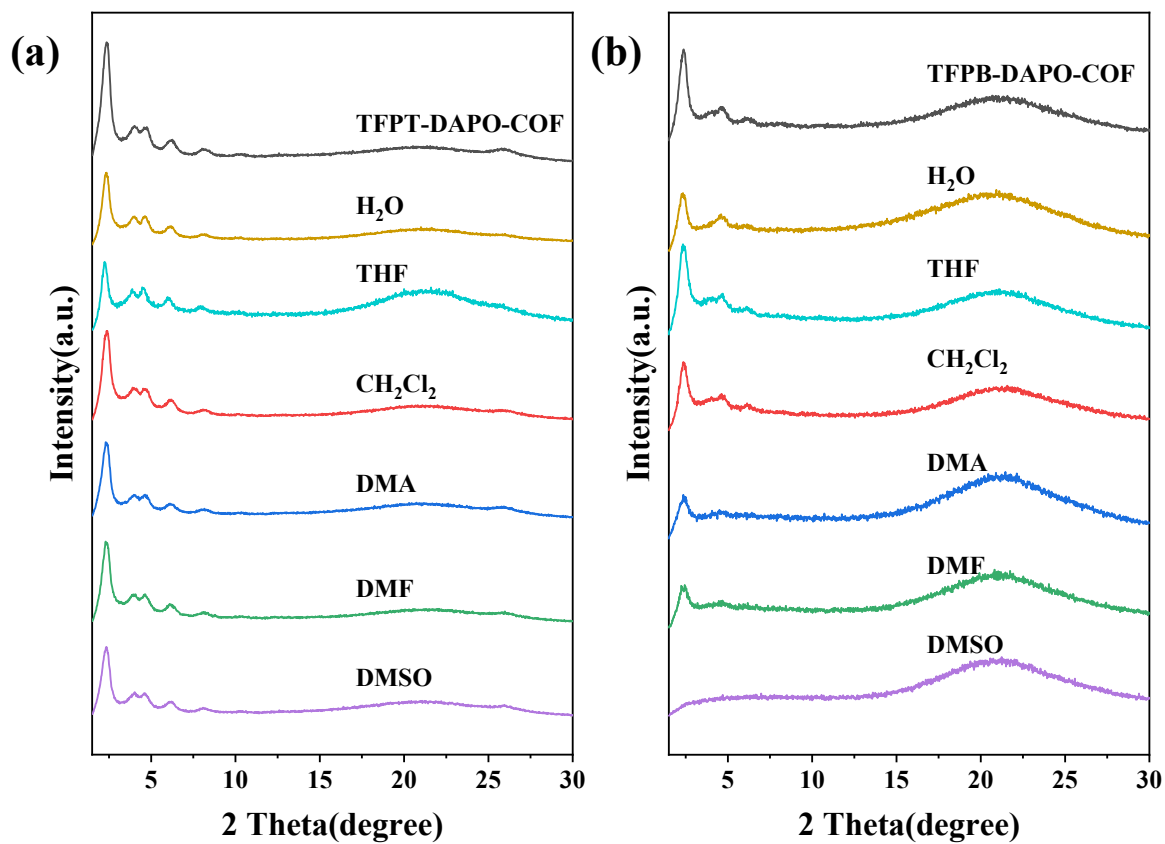 (a)
TFPT-DAPO-COF
H₂O
THF
CH₂Cl₂
DMA
DMF
DMSO
Intensity(a.u.)
5 10 15 20 25 30
2 Theta(degree)
(b)
TFPB-DAPO-COF
H₂O
THF
CH₂Cl₂
DMA
DMF
DMSO
Intensity(a.u.)
5 10 15 20 25 30
2 Theta(degree)